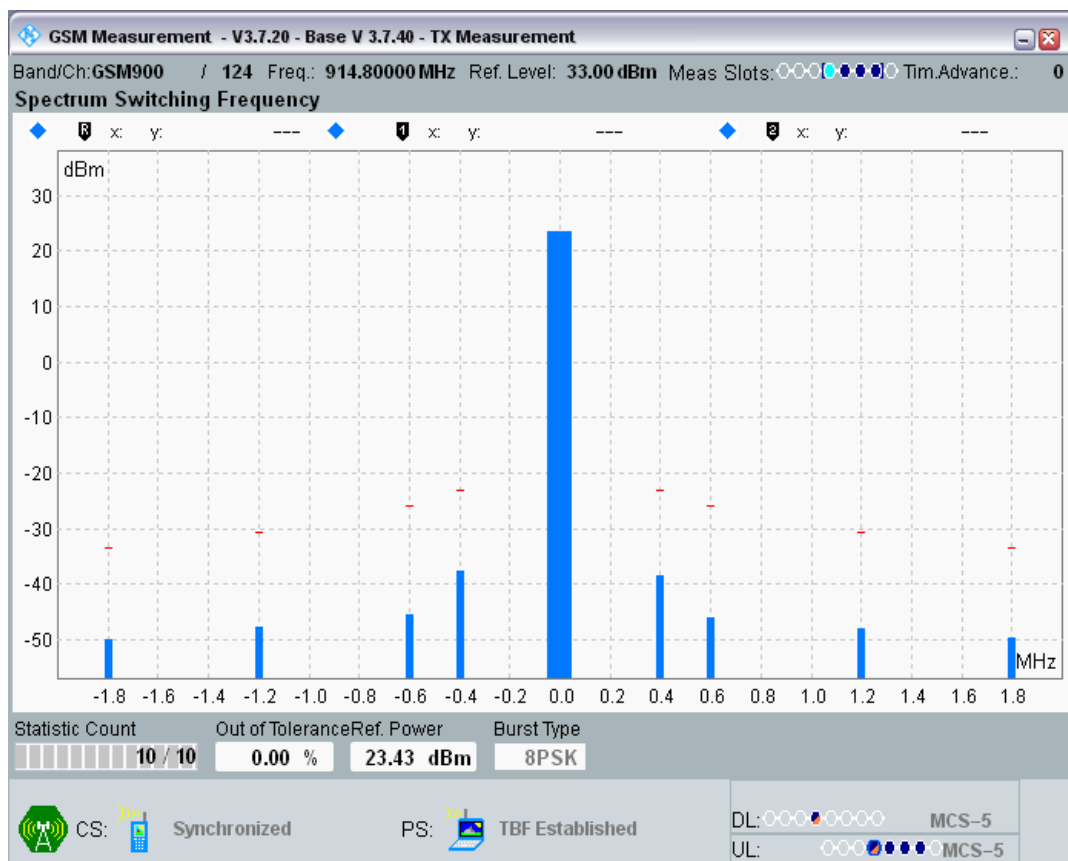 GSM Measurement - V3.7.20 - Base V 3.7.40 - TX Measurement
Band/Ch:GSM900 / 124 Freq.: 914.80000 MHz Ref. Level: 33.00 dBm Meas Slots: Tim.Advance.: 0
Spectrum Switching Frequency
R x: y: --- 1 x: y: --- 2 x: y: ---
dBm
30
20
10
0
-10
-20
-30
-40
-50
MHz
-1.8 -1.6 -1.4 -1.2 -1.0 -0.8 -0.6 -0.4 -0.2 0.0 0.2 0.4 0.6 0.8 1.0 1.2 1.4 1.6 1.8
Statistic Count Out of Tolerance Ref. Power Burst Type
10 / 10 0.00 % 23.43 dBm 8PSK
CS: Synchronized PS: TBF Established DL: MCS-5
UL: MCS-5